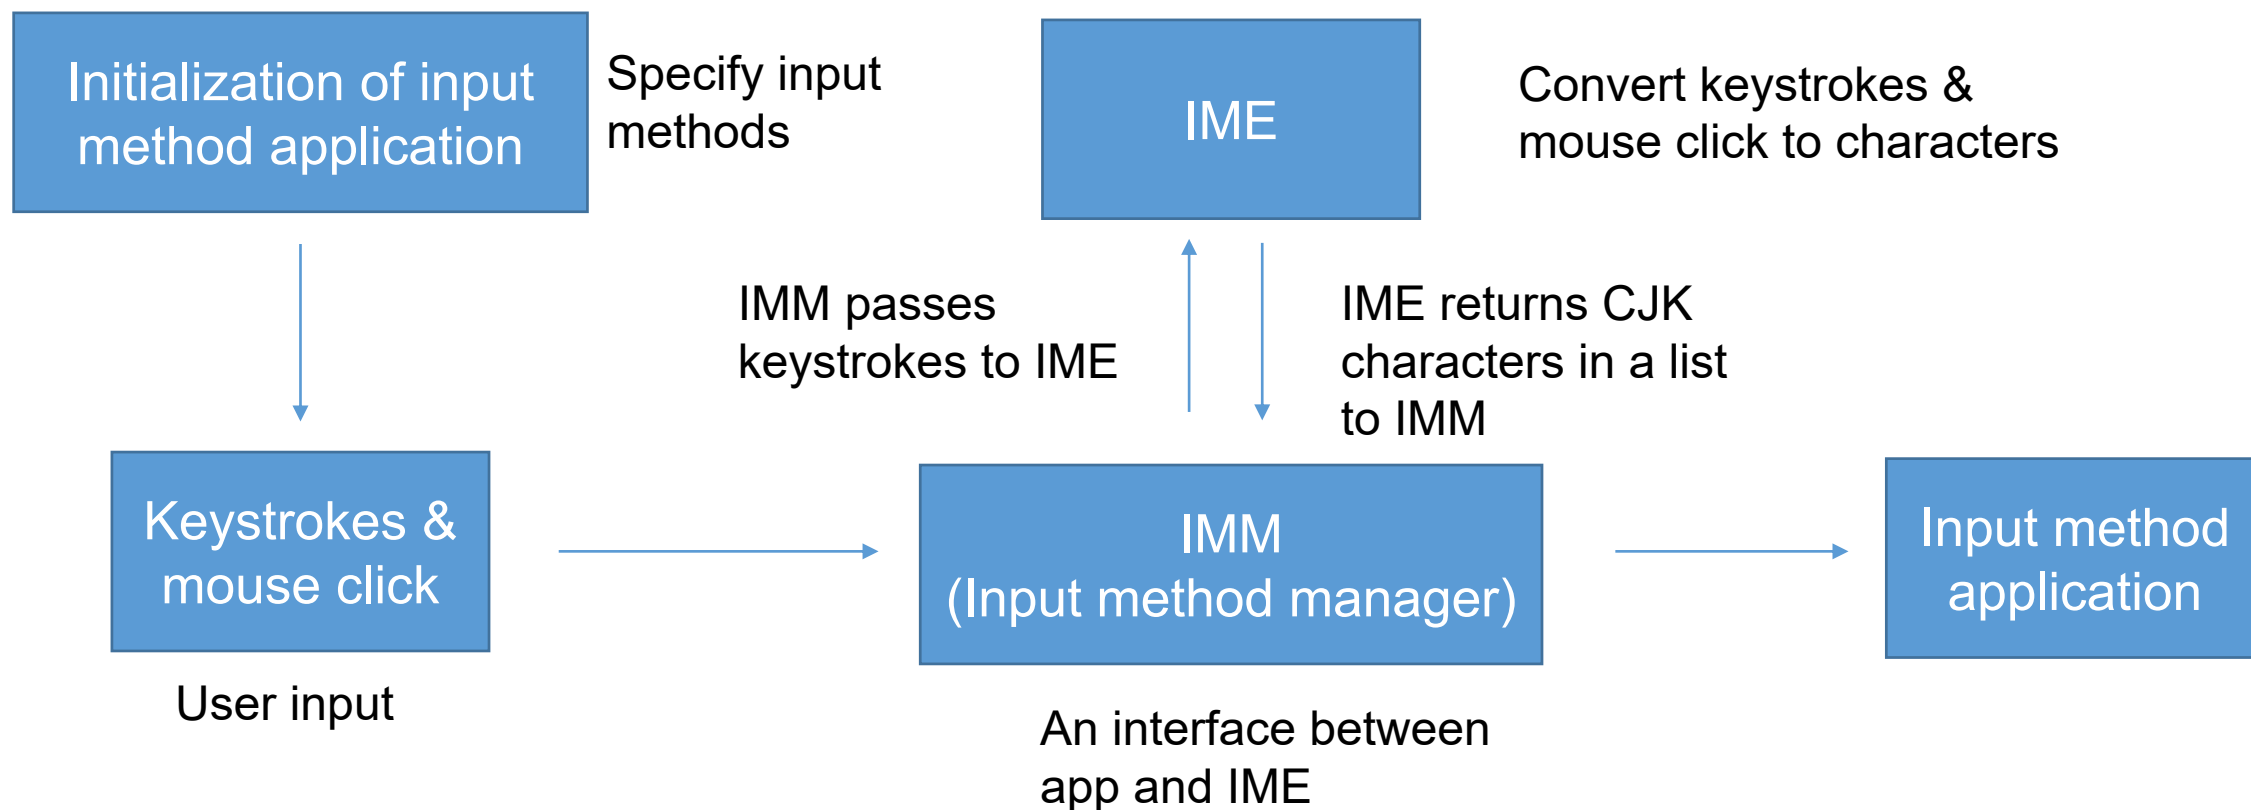 Initialization of input
method application
Specify input
methods
IME
Convert keystrokes &
mouse click to characters
IMM passes
keystrokes to IME
IME returns CJK
characters in a list
to IMM
Keystrokes &
mouse click
User input
IMM
(Input method manager)
An interface between
app and IME
Input method
application